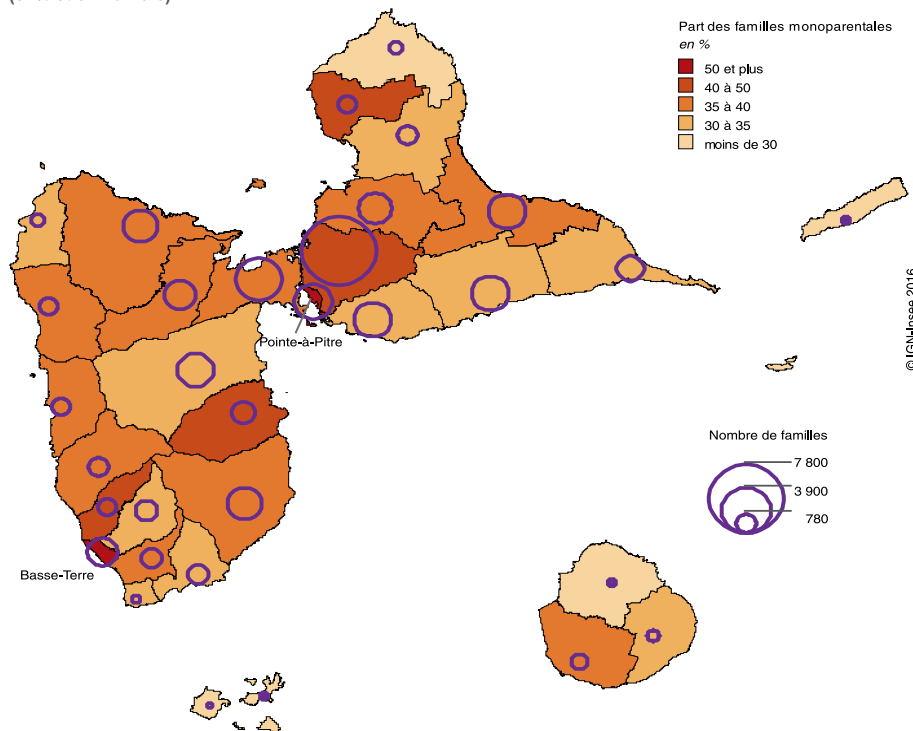 Part des familles monoparentales
en %
50 et plus
40 à 50
35 à 40
30 à 35
moins de 30
© IGN-Insee 2016
Pointe-à-Pitre
Nombre de familles
7 800
3 900
780
Basse-Terre